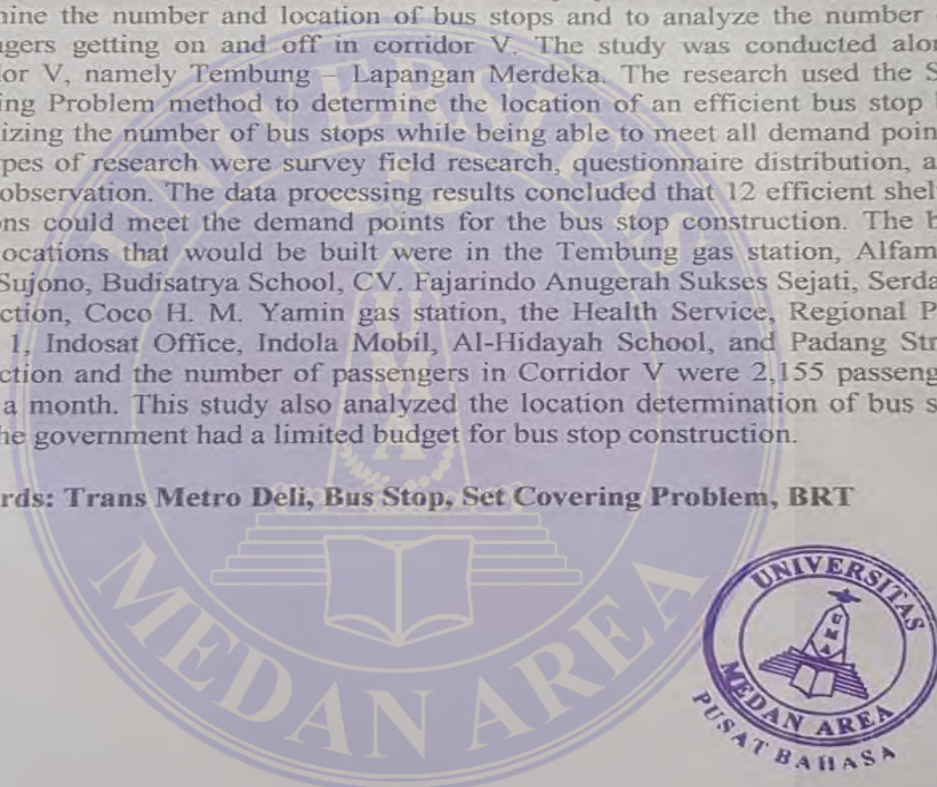 nine the number and location of bus stops and to analyze the number
ngers getting on and off in corridor V. The study was conducted alon
or V, namely Tembung – Lapangan Merdeka. The research used the S
ing Problem method to determine the location of an efficient bus stop
izing the number of bus stops while being able to meet all demand poin
pes of research were survey field research, questionnaire distribution, a
observation. The data processing results concluded that 12 efficient shel
ons could meet the demand points for the bus stop construction. The b
ocations that would be built were in the Tembung gas station, Alfam
Sujono, Budisatrya School, CV. Fajarindo Anugerah Sukses Sejati, Serda
ction, Coco H. M. Yamin gas station, the Health Service, Regional P
1, Indosat Office, Indola Mobil, Al-Hidayah School, and Padang Str
ction and the number of passengers in Corridor V were 2,155 passeng
a month. This study also analyzed the location determination of bus s
he government had a limited budget for bus stop construction.
rds: Trans Metro Deli, Bus Stop, Set Covering Problem, BRT
UNIVERSITAS
UMA
MEDAN AREA
UNIVERSITAS
UMA
MEDAN AREA
PUSAT BAHASA